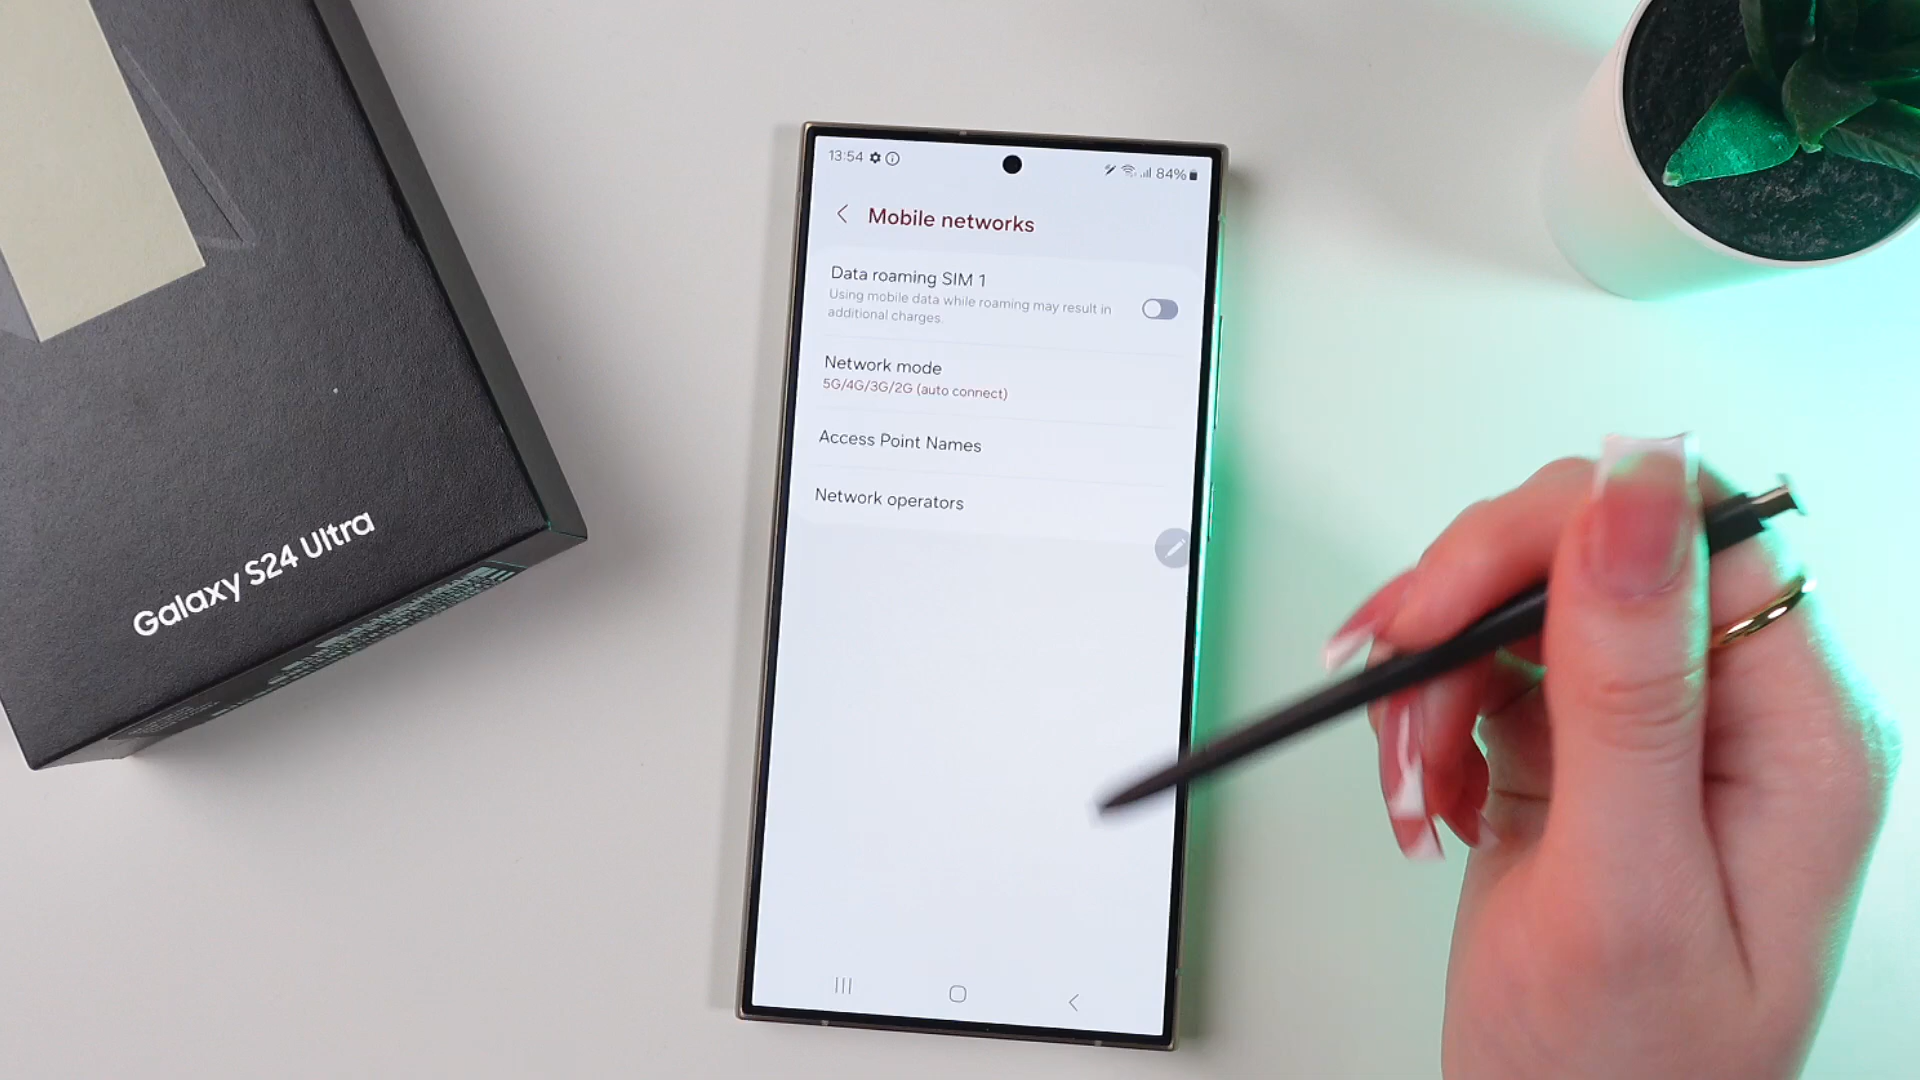 Galaxy S24 Ultra
13:54
84%
Mobile networks
Data roaming SIM 1
Using mobile data while roaming may result in
additional charges.
Network mode
5G/4G/3G/2G (auto connect)
Access Point Names
Network operators